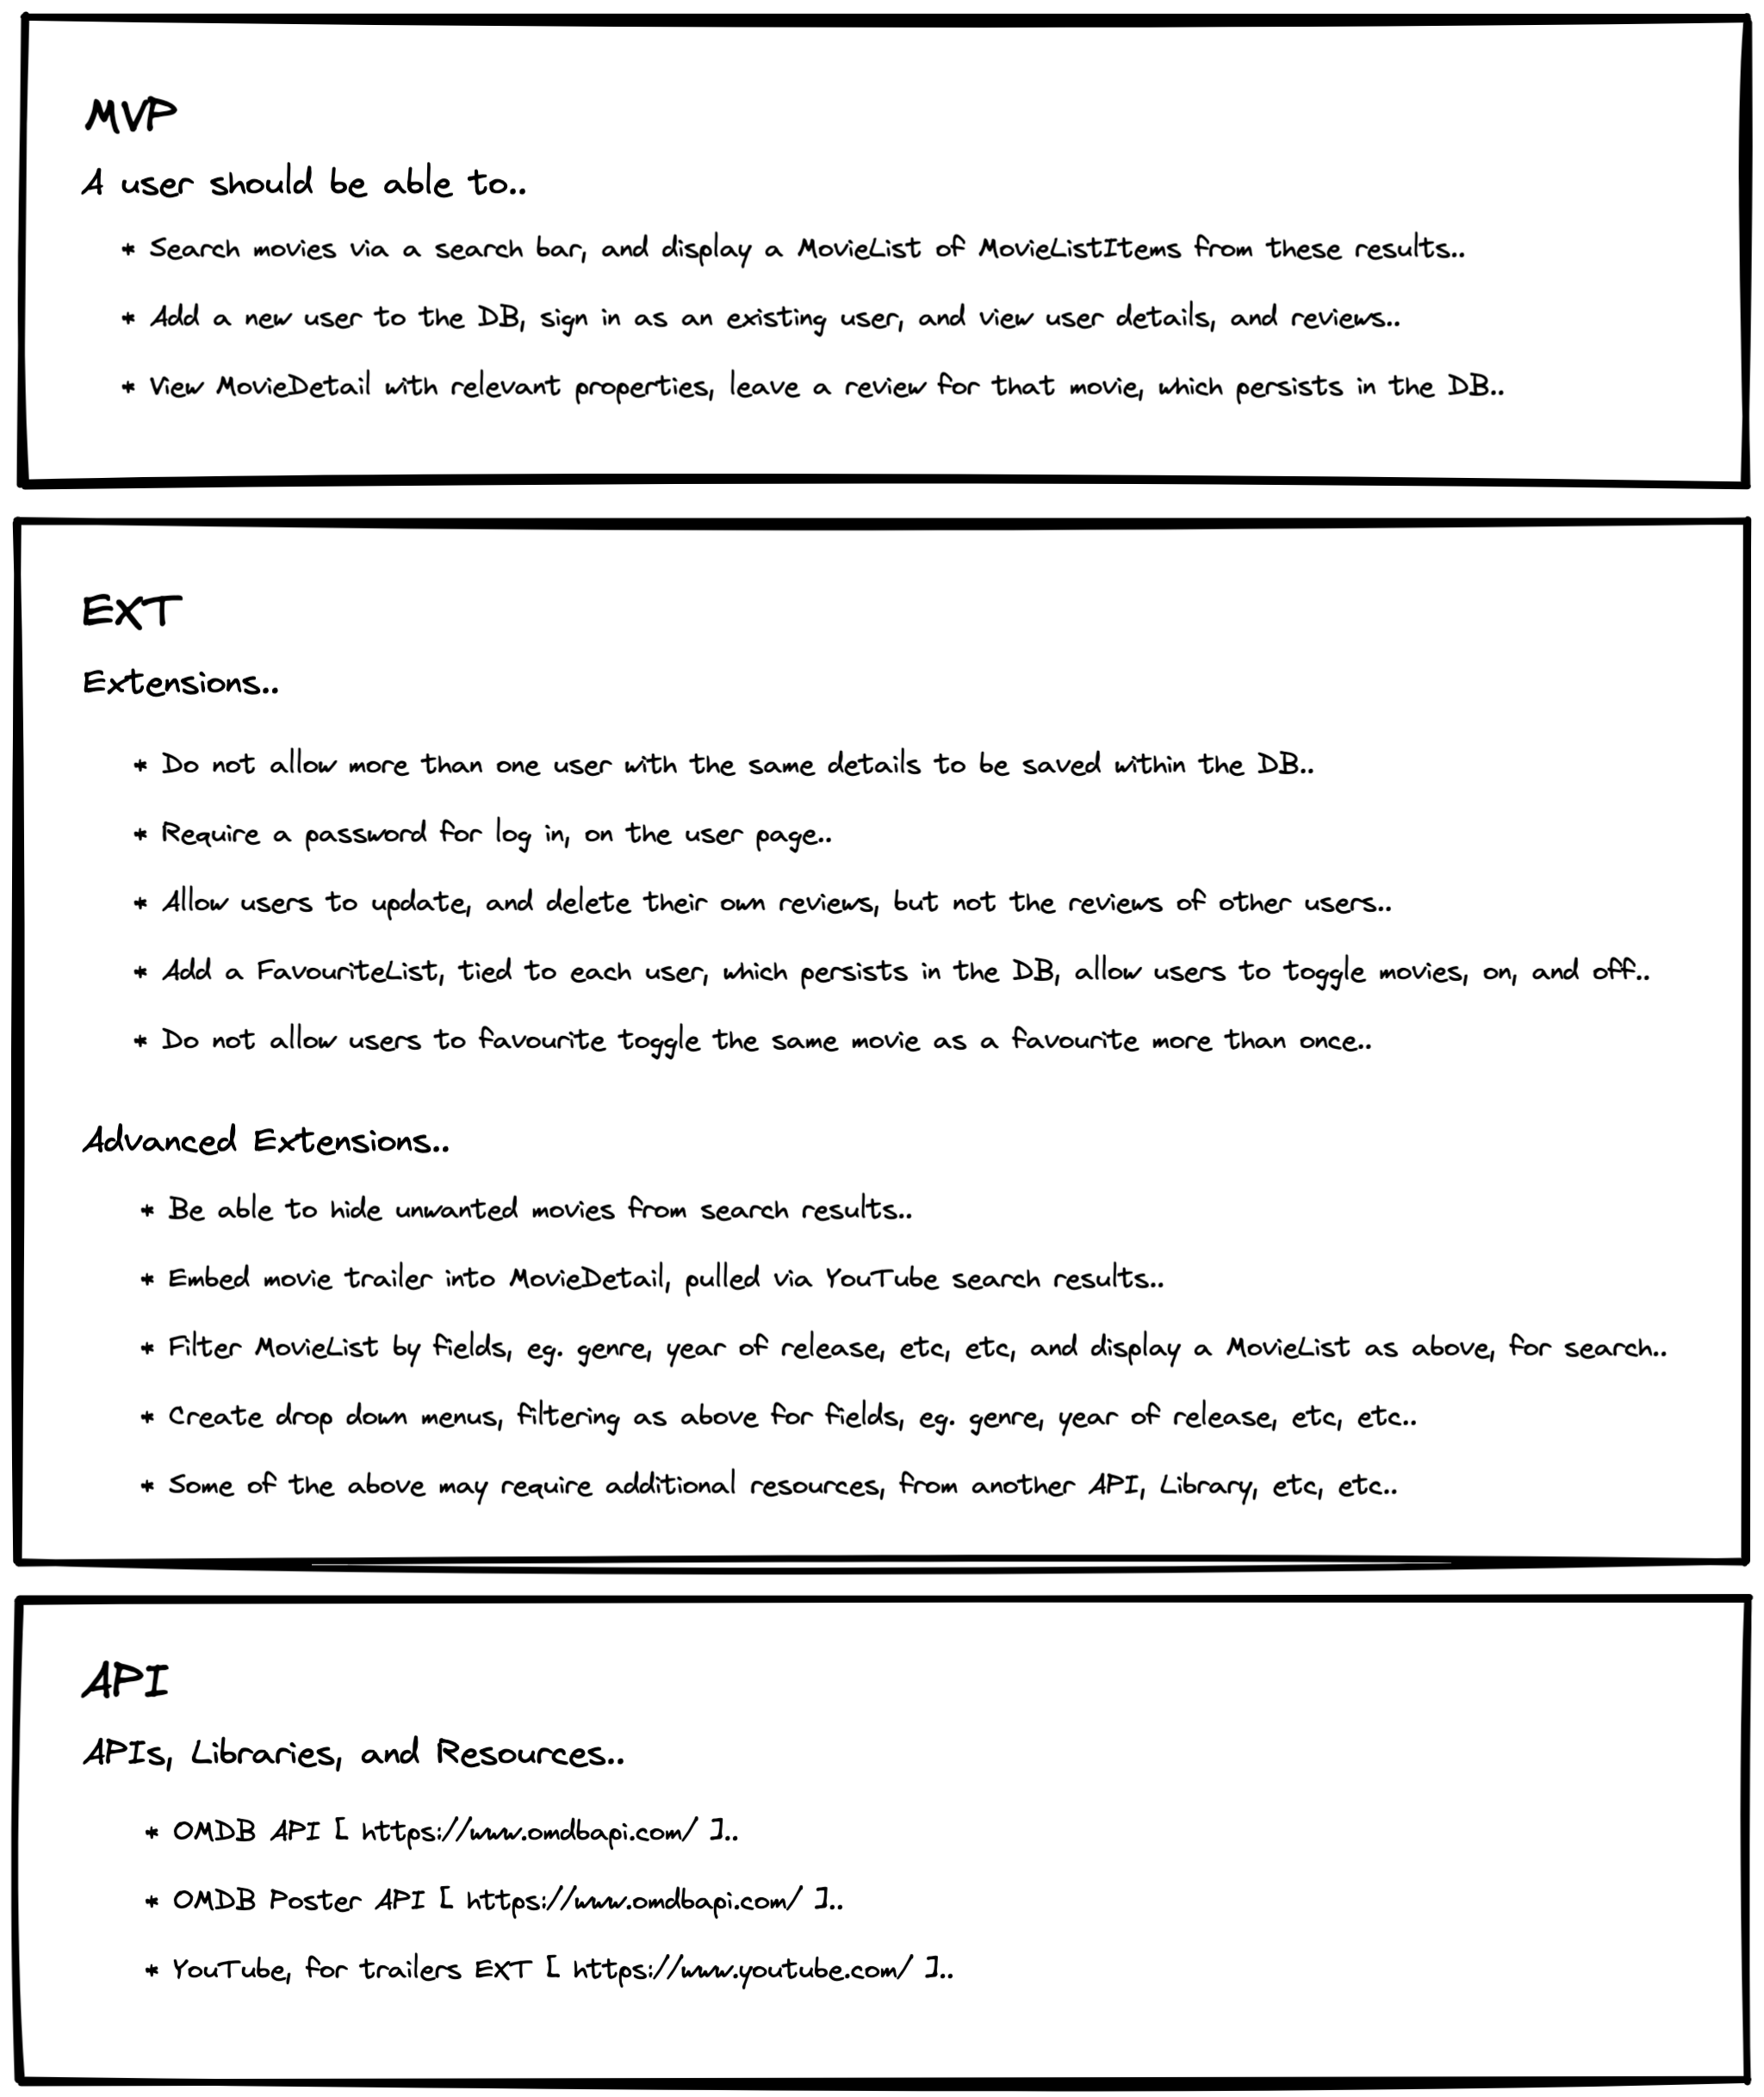 MVP
A user should be able to..
* Search movies via a search bar, and display a MovieList of MovieListItems from these results..
* Add a new user to the DB, sign in as an existing user, and view user details, and reviews..
* View MovieDetail with relevant properties, leave a review for that movie, which persists in the DB..
EXT
Extensions..
* Do not allow more than one user with the same details to be saved within the DB..
* Require a password for log in, on the user page..
* Allow users to update, and delete their own reviews, but not the reviews of other users..
* Add a FavouriteList, tied to each user, which persists in the DB, allow users to toggle movies, on, and off..
* Do not allow users to favourite toggle the same movie as a favourite more than once..
Advanced Extensions..
* Be able to hide unwanted movies from search results..
* Embed movie trailer into MovieDetail, pulled via YouTube search results..
* Filter MovieList by fields, eg. genre, year of release, etc, etc, and display a MovieList as above, for search..
* Create drop down menus, filtering as above for fields, eg. genre, year of release, etc, etc..
* Some of the above may require additional resources, from another API, Library, etc, etc..
API
APIs, Libraries, and Resources..
* OMDB API [ https://www.omdbapi.com/ ]..
* OMDB Poster API [ https://www.omdbapi.com/ ]..
* YouTube, for trailers EXT [ https://www.youtube.com/ ]..